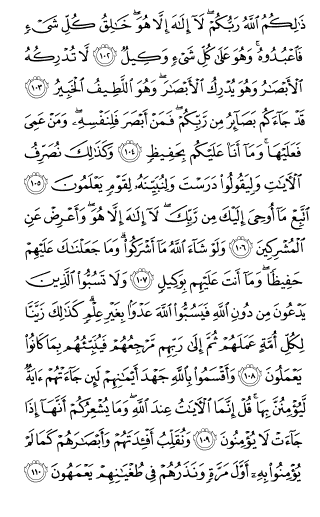 ذَٰلِكُمُ ٱللَّهُ رَبُّكُمْ ۖ لَآ إِلَٰهَ إِلَّا هُوَ ۖ خَٰلِقُ كُلِّ شَىْءٍ
فَٱعْبُدُوهُ ۚ وَهُوَ عَلَىٰ كُلِّ شَىْءٍ وَكِيلٌ ١٠٢ لَّا تُدْرِكُهُ
ٱلْأَبْصَٰرُ وَهُوَ يُدْرِكُ ٱلْأَبْصَٰرَ ۖ وَهُوَ ٱللَّطِيفُ ٱلْخَبِيرُ ١٠٣
قَدْ جَآءَكُم بَصَآئِرُ مِن رَّبِّكُمْ ۖ فَمَنْ أَبْصَرَ فَلِنَفْسِهِۦ ۖ وَمَنْ عَمِىَ
فَعَلَيْهَا ۚ وَمَآ أَنَا۠ عَلَيْكُم بِحَفِيظٍ ١٠٤ وَكَذَٰلِكَ نُصَرِّفُ
ٱلْءَايَٰتِ وَلِيَقُولُوا۟ دَرَسْتَ وَلِنُبَيِّنَهُۥ لِقَوْمٍ يَعْلَمُونَ ١٠٥
ٱتَّبِعْ مَآ أُوحِىَ إِلَيْكَ مِن رَّبِّكَ ۖ لَآ إِلَٰهَ إِلَّا هُوَ ۖ وَأَعْرِضْ عَنِ
ٱلْمُشْرِكِينَ ١٠٦ وَلَوْ شَآءَ ٱللَّهُ مَآ أَشْرَكُوا۟ ۗ وَمَا جَعَلْنَٰكَ عَلَيْهِمْ
حَفِيظًا ۖ وَمَآ أَنتَ عَلَيْهِم بِوَكِيلٍ ١٠٧ وَلَا تَسُبُّوا۟ ٱلَّذِينَ
يَدْعُونَ مِن دُونِ ٱللَّهِ فَيَسُبُّوا۟ ٱللَّهَ عَدْوًۢا بِغَيْرِ عِلْمٍ ۗ كَذَٰلِكَ زَيَّنَّا
لِكُلِّ أُمَّةٍ عَمَلَهُمْ ثُمَّ إِلَىٰ رَبِّهِم مَّرْجِعُهُمْ فَيُنَبِّئُهُم بِمَا كَانُوا۟
يَعْمَلُونَ ١٠٨ وَأَقْسَمُوا۟ بِٱللَّهِ جَهْدَ أَيْمَٰنِهِمْ لَئِن جَآءَتْهُمْ ءَايَةٌ
لَّيُؤْمِنُنَّ بِهَا ۚ قُلْ إِنَّمَا ٱلْءَايَٰتُ عِندَ ٱللَّهِ ۖ وَمَا يُشْعِرُكُمْ أَنَّهَآ إِذَا
جَآءَتْ لَا يُؤْمِنُونَ ١٠٩ وَنُقَلِّبُ أَفْـِٔدَتَهُمْ وَأَبْصَٰرَهُمْ كَمَا لَمْ
يُؤْمِنُوا۟ بِهِۦٓ أَوَّلَ مَرَّةٍ وَنَذَرُهُمْ فِى طُغْيَٰنِهِمْ يَعْمَهُونَ ١١٠